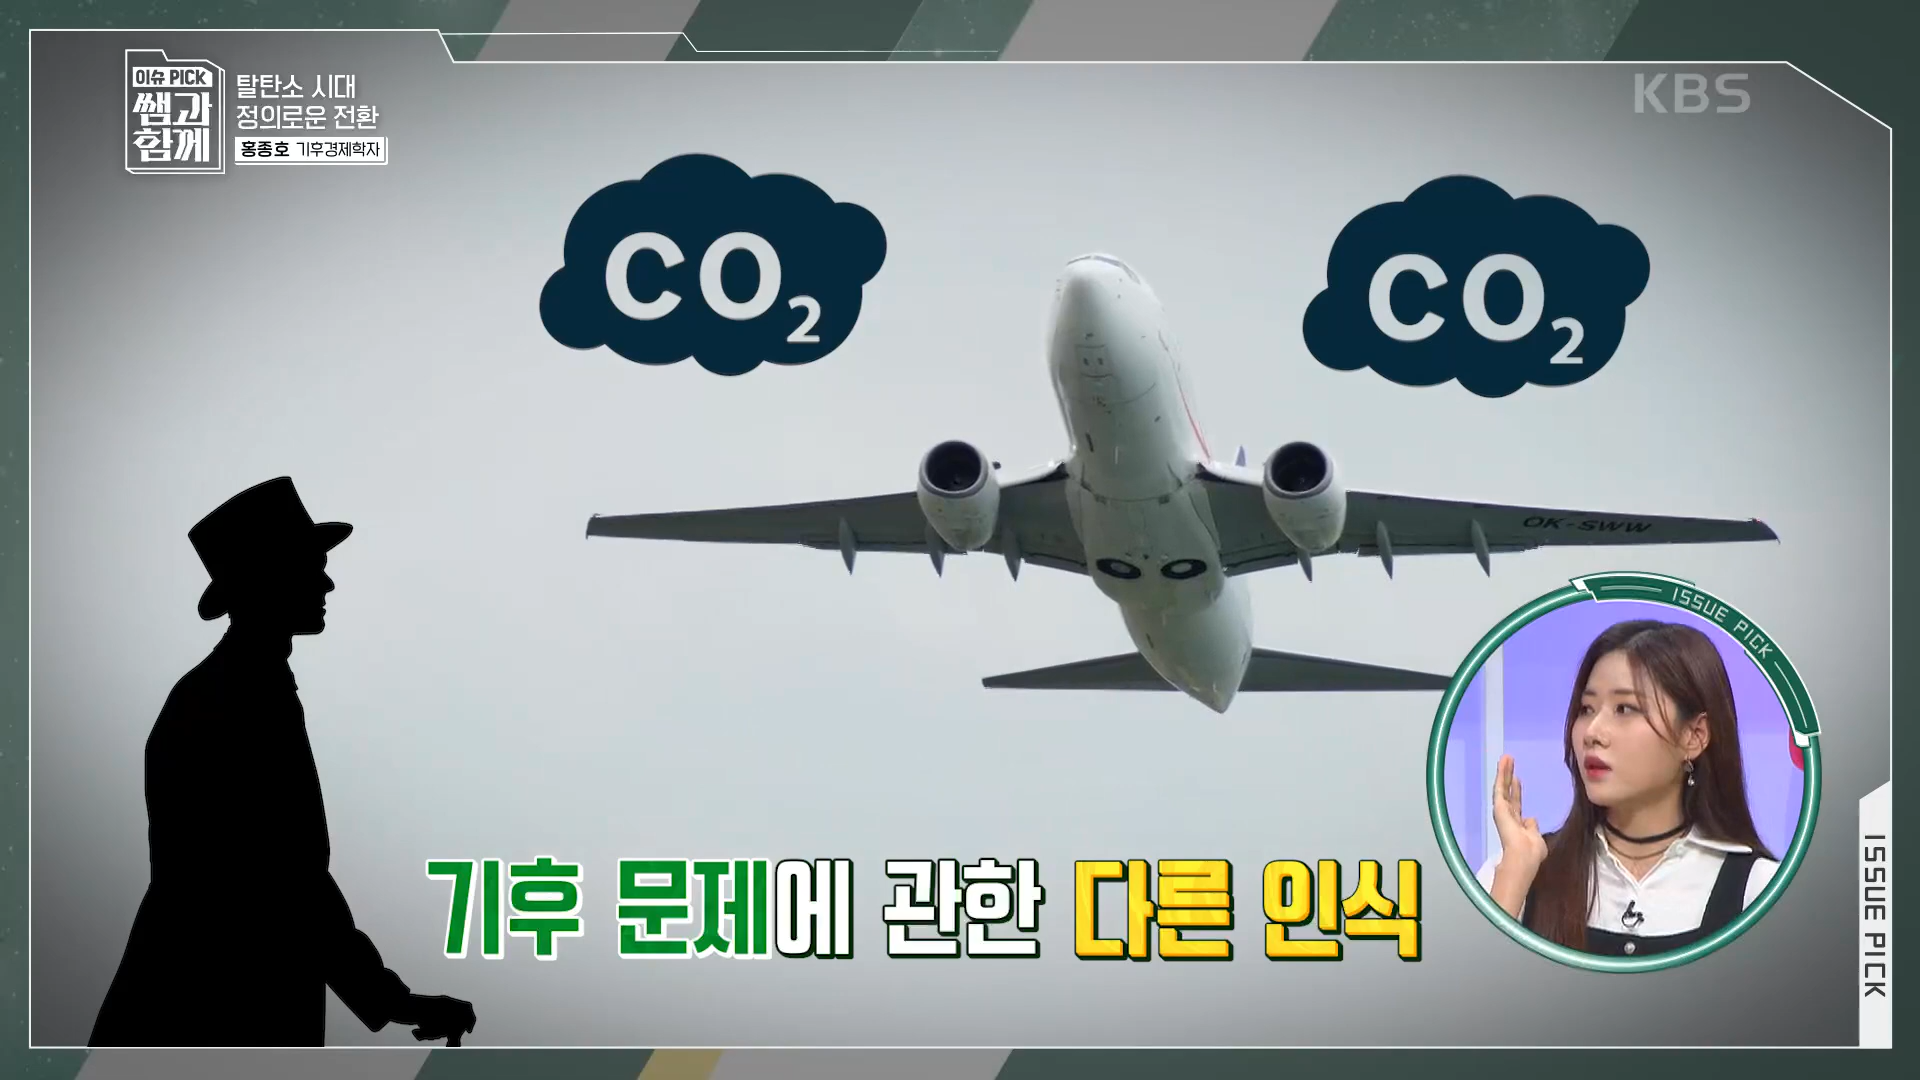 이슈 PICK
쌤과
함께
탈탄소 시대
정의로운 전환
홍종호 기후경제학자
KBS
CO₂
CO₂
OK-SWW
ISSUE PICK
기후 문제에 관한 다른 인식
ISSUE PICK